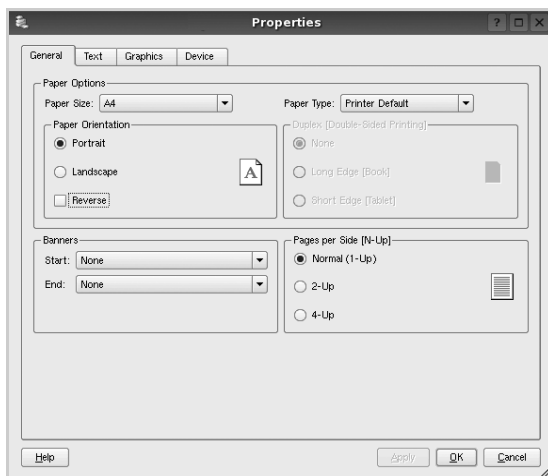 Properties
General Text Graphics Device
Paper Options
Paper Size: A4 Paper Type: Printer Default
Paper Orientation
Portrait
Landscape
Reverse
A
Duplex [Double-Sided Printing]
None
Long Edge [Book]
Short Edge [Tablet]
Banners
Start: None
End: None
Pages per Side [N-Up]
Normal (1-Up)
2-Up
4-Up
Help Apply OK Cancel